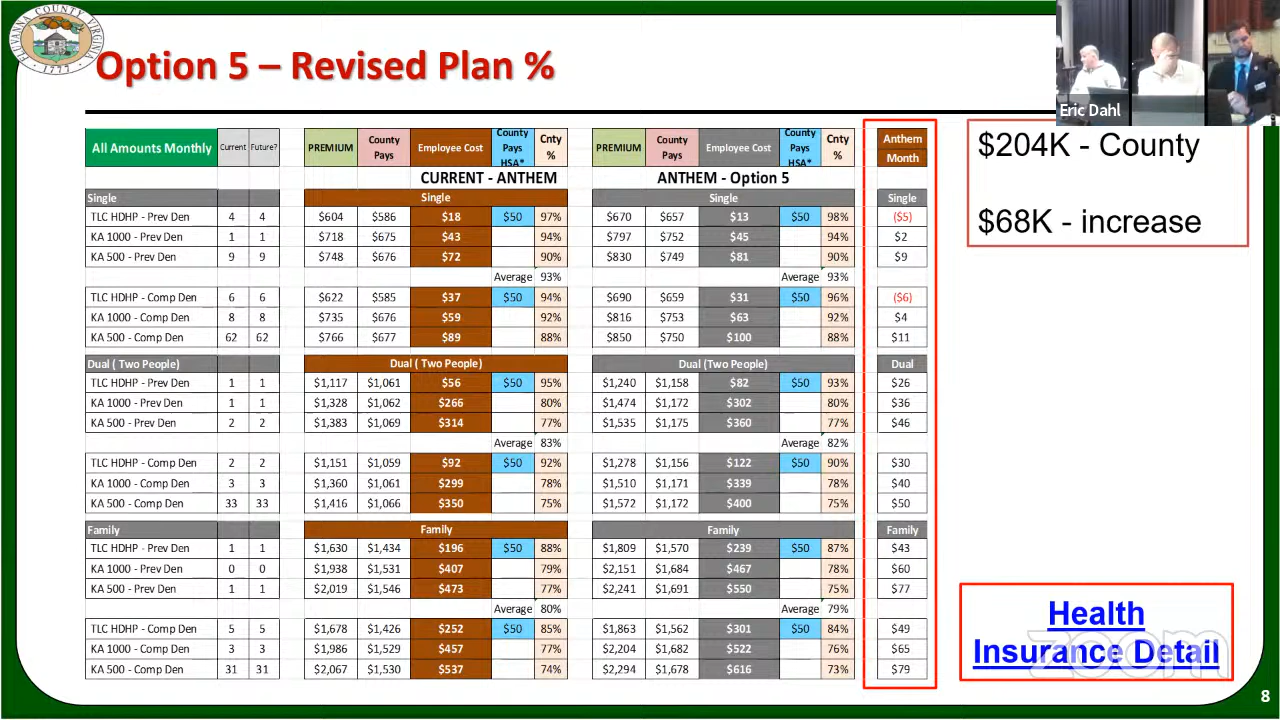 FLUVANNA COUNTY VIRGINIA
1777
Option 5 – Revised Plan %
Eric Dahl
All Amounts Monthly Current Future? PREMIUM County Pays Employee Cost County Pays HSA* Cnty % PREMIUM County Pays Employee Cost County Pays HSA* Cnty % Anthem Month
CURRENT - ANTHEM ANTHEM - Option 5
Single Single Single Single
TLC HDHP - Prev Den 4 4 $604 $586 $18 $50 97% $670 $657 $13 $50 98% ($5)
KA 1000 - Prev Den 1 1 $718 $675 $43 94% $797 $752 $45 94% $2
KA 500 - Prev Den 9 9 $748 $676 $72 90% $830 $749 $81 90% $9
Average 93% Average 93%
TLC HDHP - Comp Den 6 6 $622 $585 $37 $50 94% $690 $659 $31 $50 96% ($6)
KA 1000 - Comp Den 8 8 $735 $676 $59 92% $816 $753 $63 92% $4
KA 500 - Comp Den 62 62 $766 $677 $89 88% $850 $750 $100 88% $11
Dual ( Two People) Dual ( Two People) Dual (Two People) Dual
TLC HDHP - Prev Den 1 1 $1,117 $1,061 $56 $50 95% $1,240 $1,158 $82 $50 93% $26
KA 1000 - Prev Den 1 1 $1,328 $1,062 $266 80% $1,474 $1,172 $302 80% $36
KA 500 - Prev Den 2 2 $1,383 $1,069 $314 77% $1,535 $1,175 $360 77% $46
Average 83% Average 82%
TLC HDHP - Comp Den 2 2 $1,151 $1,059 $92 $50 92% $1,278 $1,156 $122 $50 90% $30
KA 1000 - Comp Den 3 3 $1,360 $1,061 $299 78% $1,510 $1,171 $339 78% $40
KA 500 - Comp Den 33 33 $1,416 $1,066 $350 75% $1,572 $1,172 $400 75% $50
Family Family Family Family
TLC HDHP - Prev Den 1 1 $1,630 $1,434 $196 $50 88% $1,809 $1,570 $239 $50 87% $43
KA 1000 - Prev Den 0 0 $1,938 $1,531 $407 79% $2,151 $1,684 $467 78% $60
KA 500 - Prev Den 1 1 $2,019 $1,546 $473 77% $2,241 $1,691 $550 75% $77
Average 80% Average 79%
TLC HDHP - Comp Den 5 5 $1,678 $1,426 $252 $50 85% $1,863 $1,562 $301 $50 84% $49
KA 1000 - Comp Den 3 3 $1,986 $1,529 $457 77% $2,204 $1,682 $522 76% $65
KA 500 - Comp Den 31 31 $2,067 $1,530 $537 74% $2,294 $1,678 $616 73% $79
$204K - County
$68K - increase
Health
Insurance Detail
zoom
8